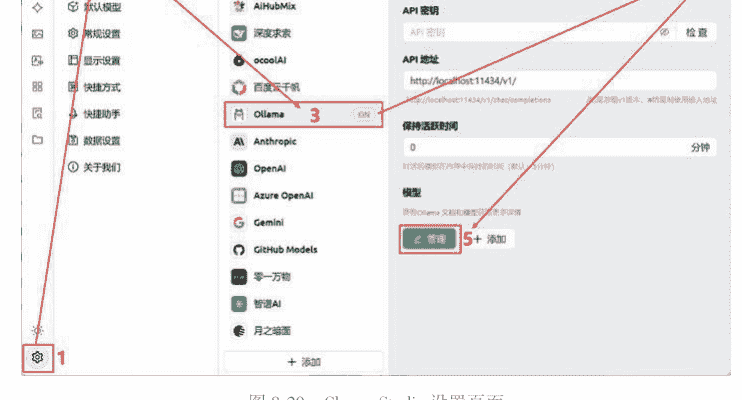 默认模型
常规设置
显示设置
快捷方式
快捷助手
数据设置
关于我们
1
AiHubMix
深度求索
ocoolAI
百度云千帆
Ollama
3
ON
Anthropic
OpenAI
Azure OpenAI
Gemini
GitHub Models
零一万物
智谱AI
月之暗面
+ 添加
API 密钥
API 密钥
检查
API 地址
http://localhost:11434/v1/
http://localhost:11434/v1/chat/completions
保持活跃时间
0
分钟
模型
管理
5
+ 添加
设置页面